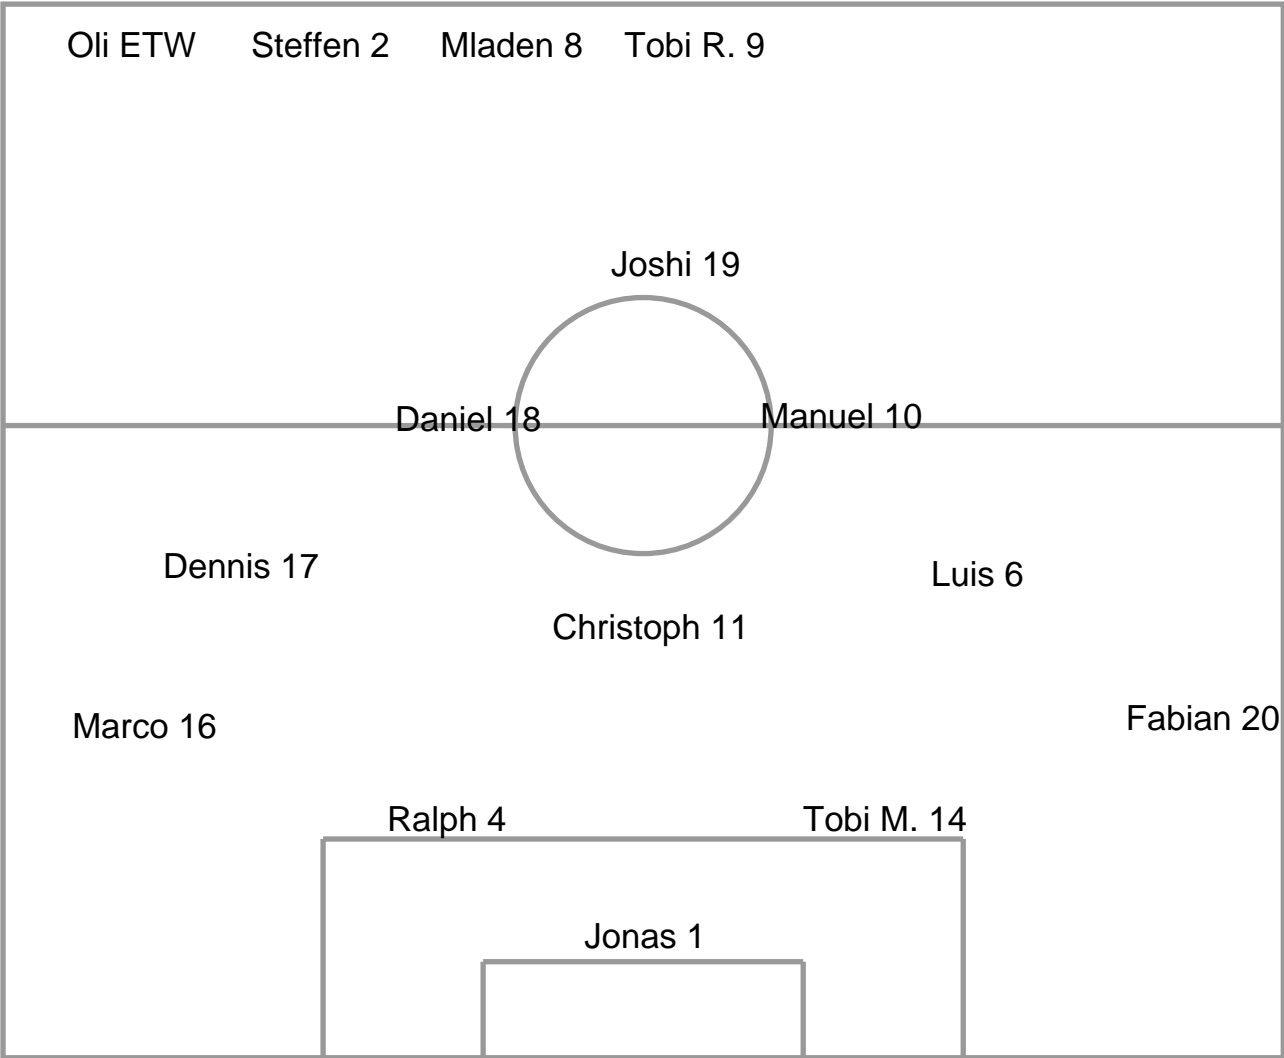 Oli ETW Steffen 2 Mladen 8 Tobi R. 9
Joshi 19
Daniel 18 Manuel 10
Dennis 17 Luis 6
Christoph 11
Marco 16 Fabian 20
Ralph 4 Tobi M. 14
Jonas 1